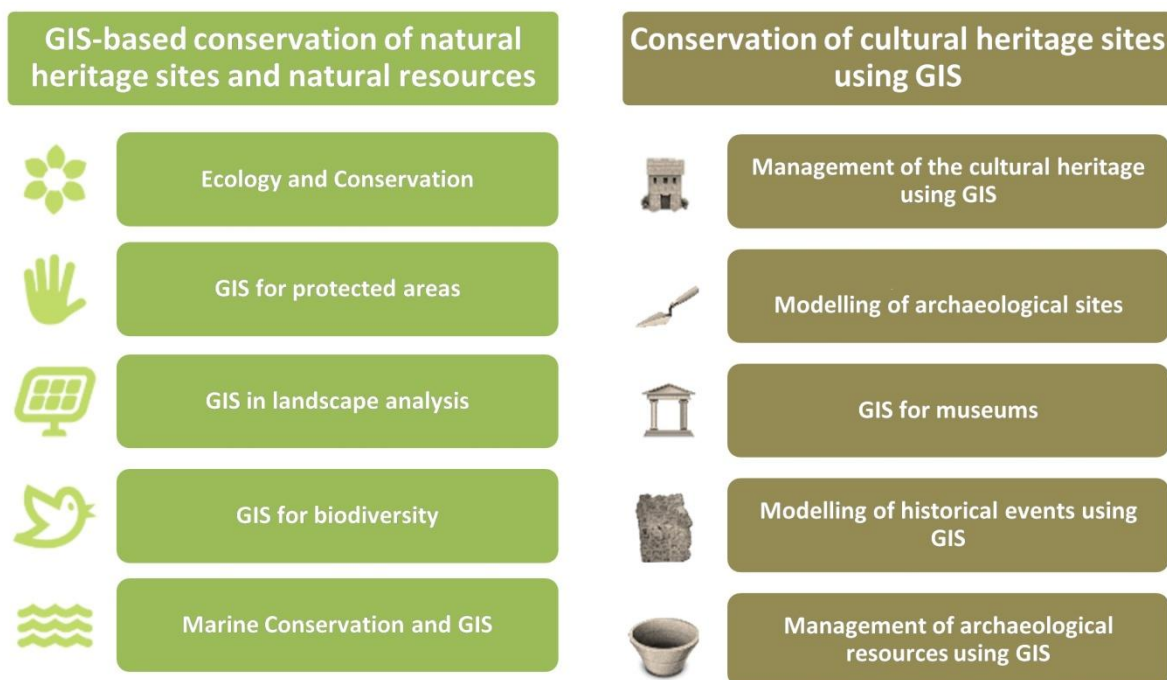 GIS-based conservation of natural
heritage sites and natural resources
Ecology and Conservation
GIS for protected areas
GIS in landscape analysis
GIS for biodiversity
Marine Conservation and GIS
Conservation of cultural heritage sites
using GIS
Management of the cultural heritage
using GIS
Modelling of archaeological sites
GIS for museums
Modelling of historical events using
GIS
Management of archaeological
resources using GIS